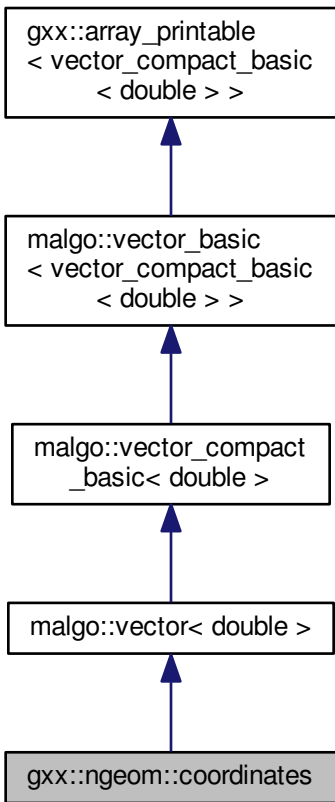 gxx::array_printable
< vector_compact_basic
< double > >
malgo::vector_basic
< vector_compact_basic
< double > >
malgo::vector_compact
_basic< double >
malgo::vector< double >
gxx::ngeom::coordinates